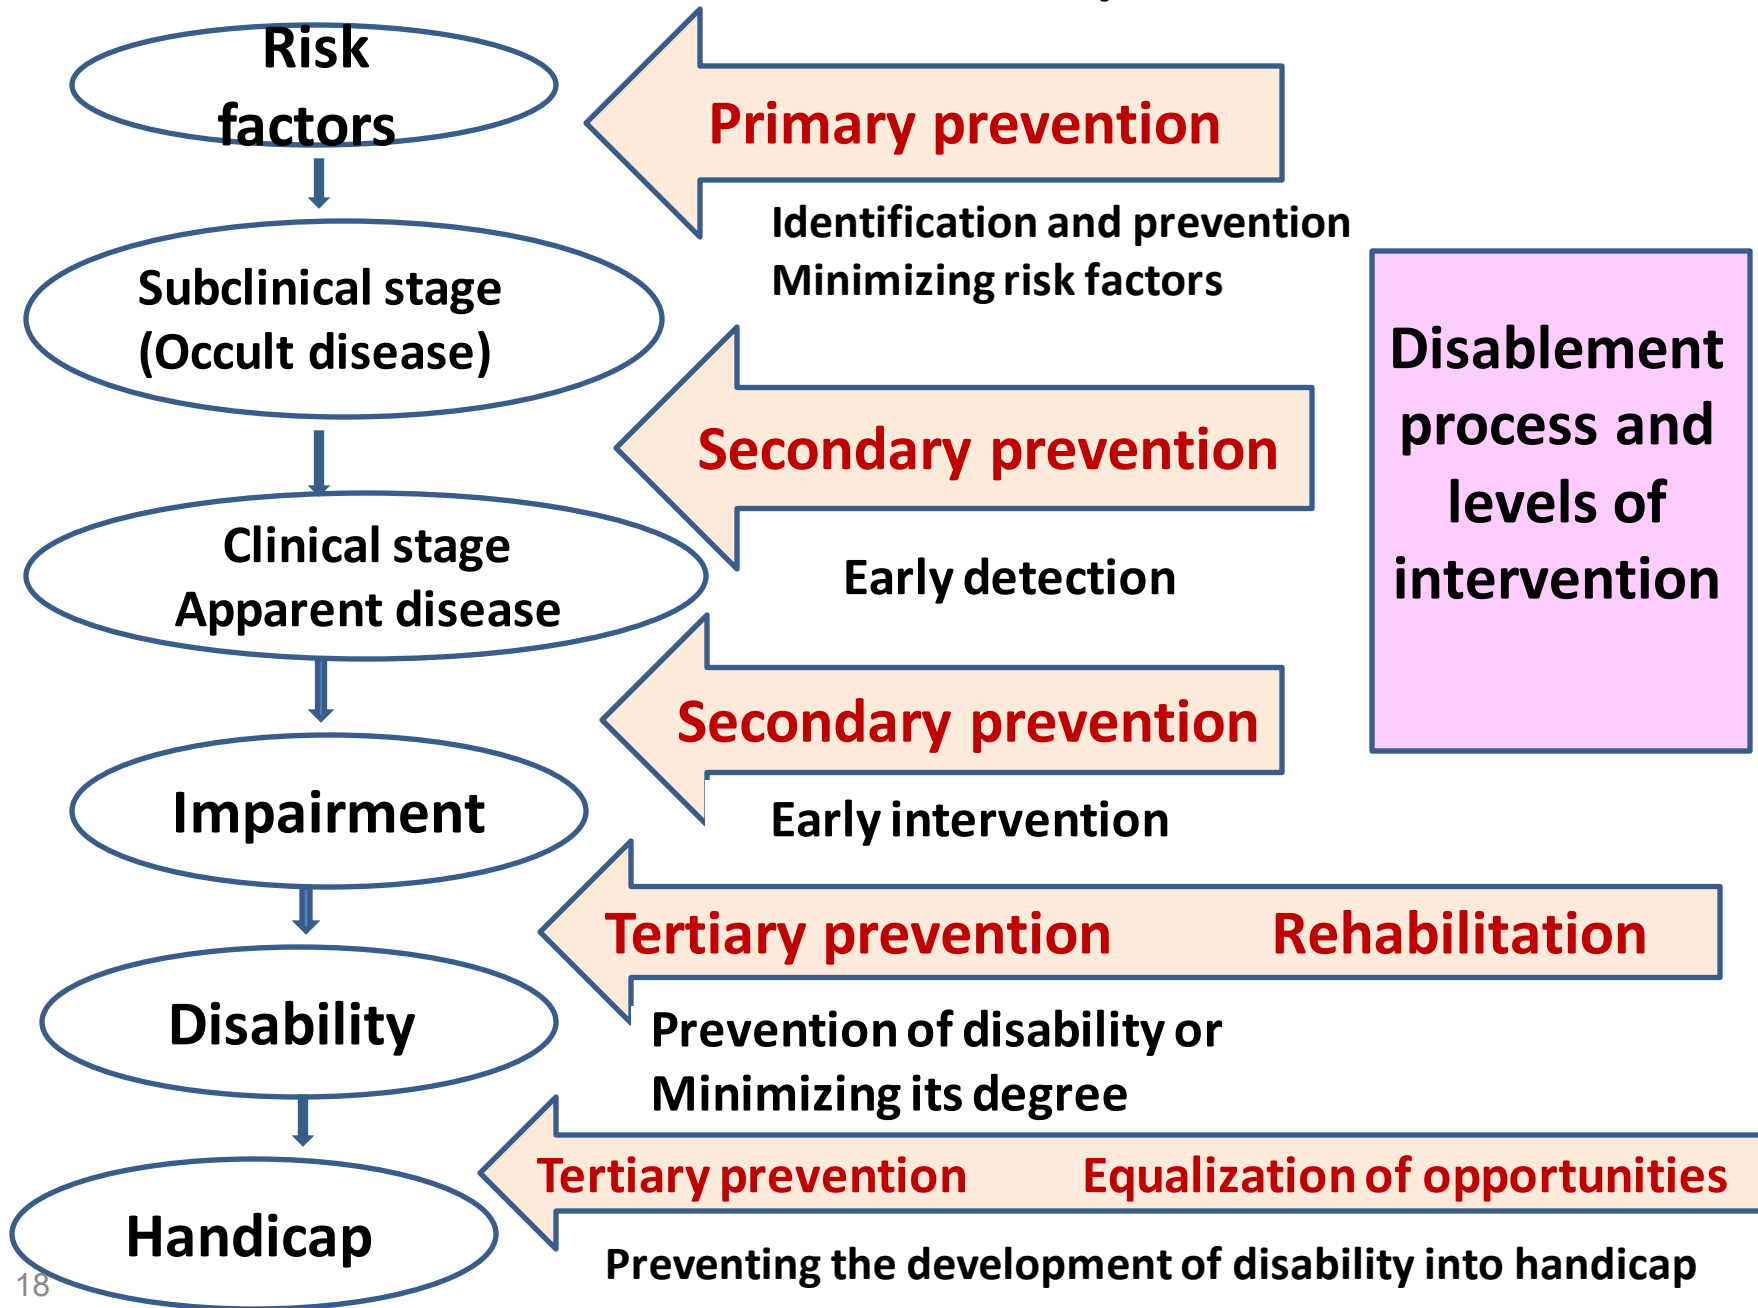 Risk
factors
Primary prevention
Identification and prevention
Minimizing risk factors
Subclinical stage
(Occult disease)
Disablement
process and
levels of
intervention
Secondary prevention
Clinical stage
Apparent disease
Early detection
Secondary prevention
Impairment
Early intervention
Tertiary prevention Rehabilitation
Disability
Prevention of disability or
Minimizing its degree
Tertiary prevention Equalization of opportunities
Handicap
Preventing the development of disability into handicap
18